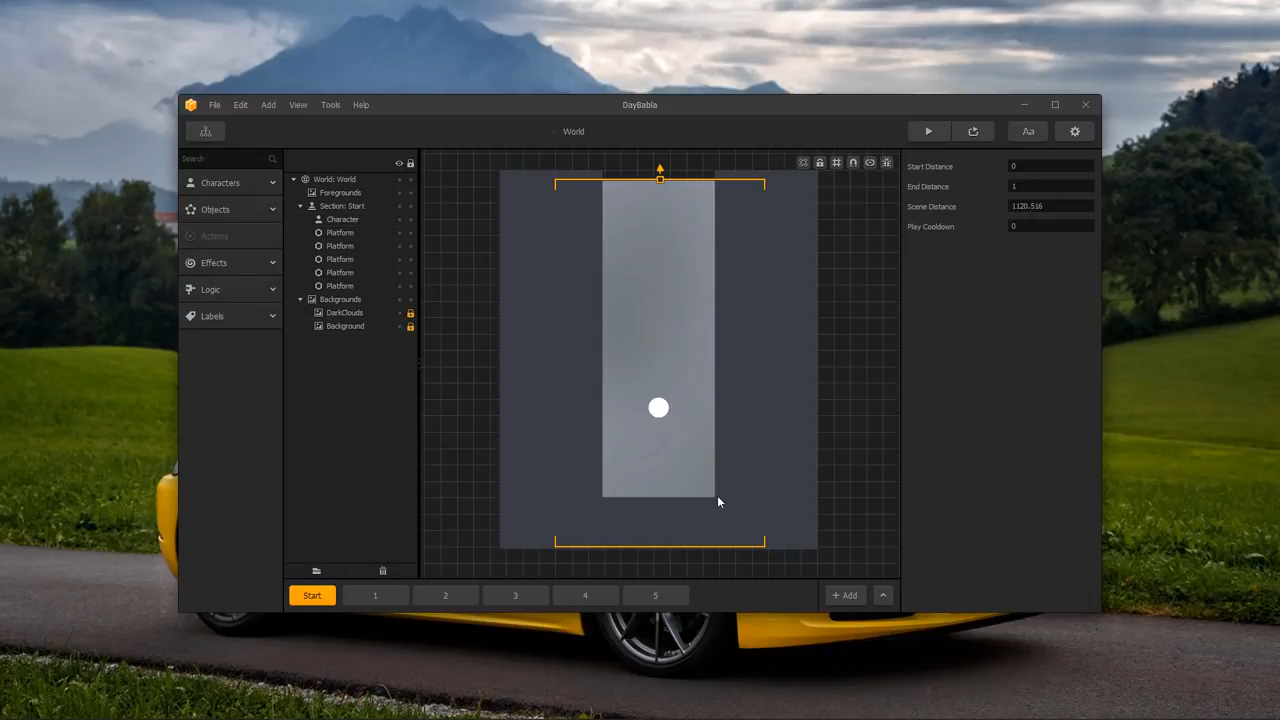 DayBabla
File Edit Add View Tools Help
World
Aa
Search
Characters
Objects
Actions
Effects
Logic
Labels
World: World
Foregrounds
Section: Start
Character
Platform
Platform
Platform
Platform
Platform
Backgrounds
DarkClouds
Background
Start Distance 0
End Distance 1
Scene Distance 1120.516
Play Cooldown 0
Start 1 2 3 4 5
+ Add